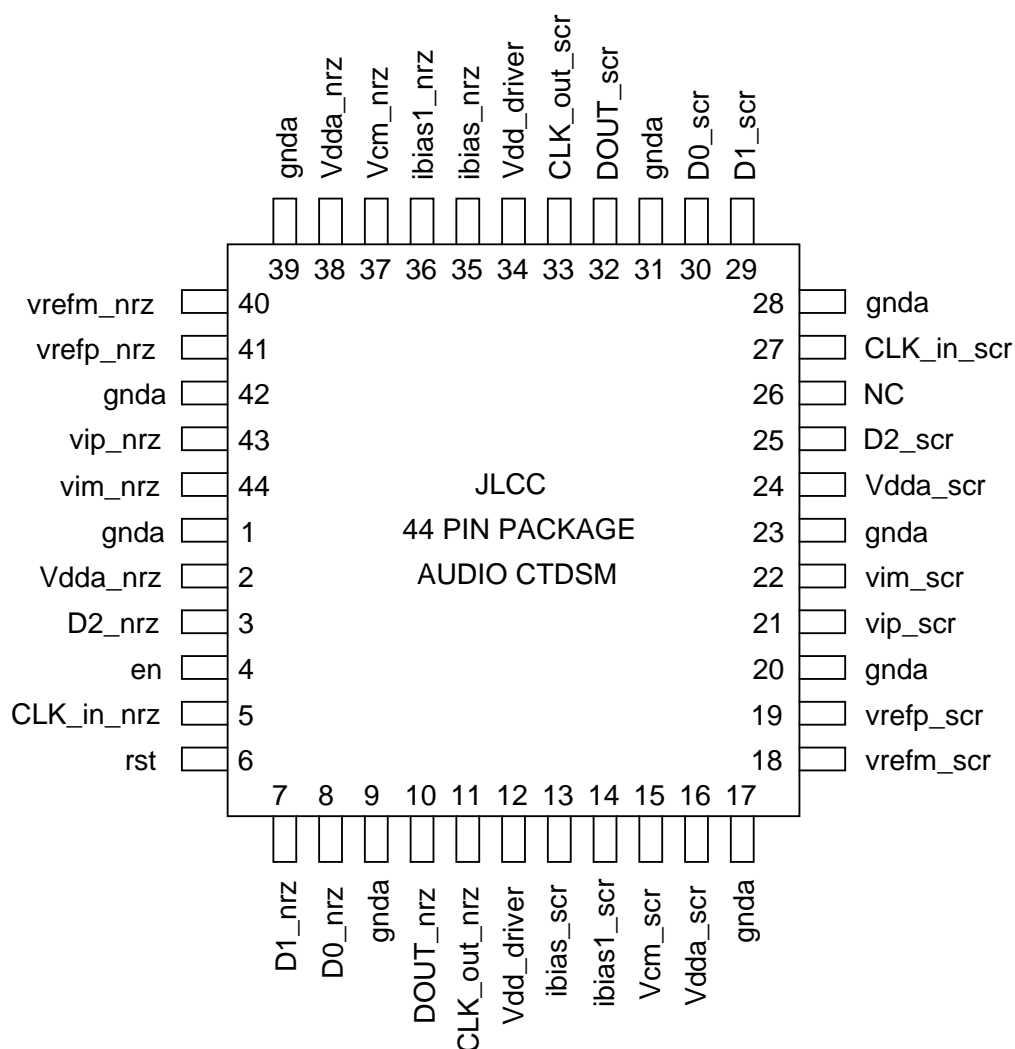 gnda
Vdda_nrz
Vcm_nrz
ibias1_nrz
ibias_nrz
Vdd_driver
CLK_out_scr
DOUT_scr
gnda
D0_scr
D1_scr
39 38 37 36 35 34 33 32 31 30 29
vrefm_nrz 40
vrefp_nrz 41
gnda 42
vip_nrz 43
vim_nrz 44
gnda 1
Vdda_nrz 2
D2_nrz 3
en 4
CLK_in_nrz 5
rst 6
JLCC
44 PIN PACKAGE
AUDIO CTDSM
28 gnda
27 CLK_in_scr
26 NC
25 D2_scr
24 Vdda_scr
23 gnda
22 vim_scr
21 vip_scr
20 gnda
19 vrefp_scr
18 vrefm_scr
7 8 9 10 11 12 13 14 15 16 17
D1_nrz
D0_nrz
gnda
DOUT_nrz
CLK_out_nrz
Vdd_driver
ibias_scr
ibias1_scr
Vcm_scr
Vdda_scr
gnda